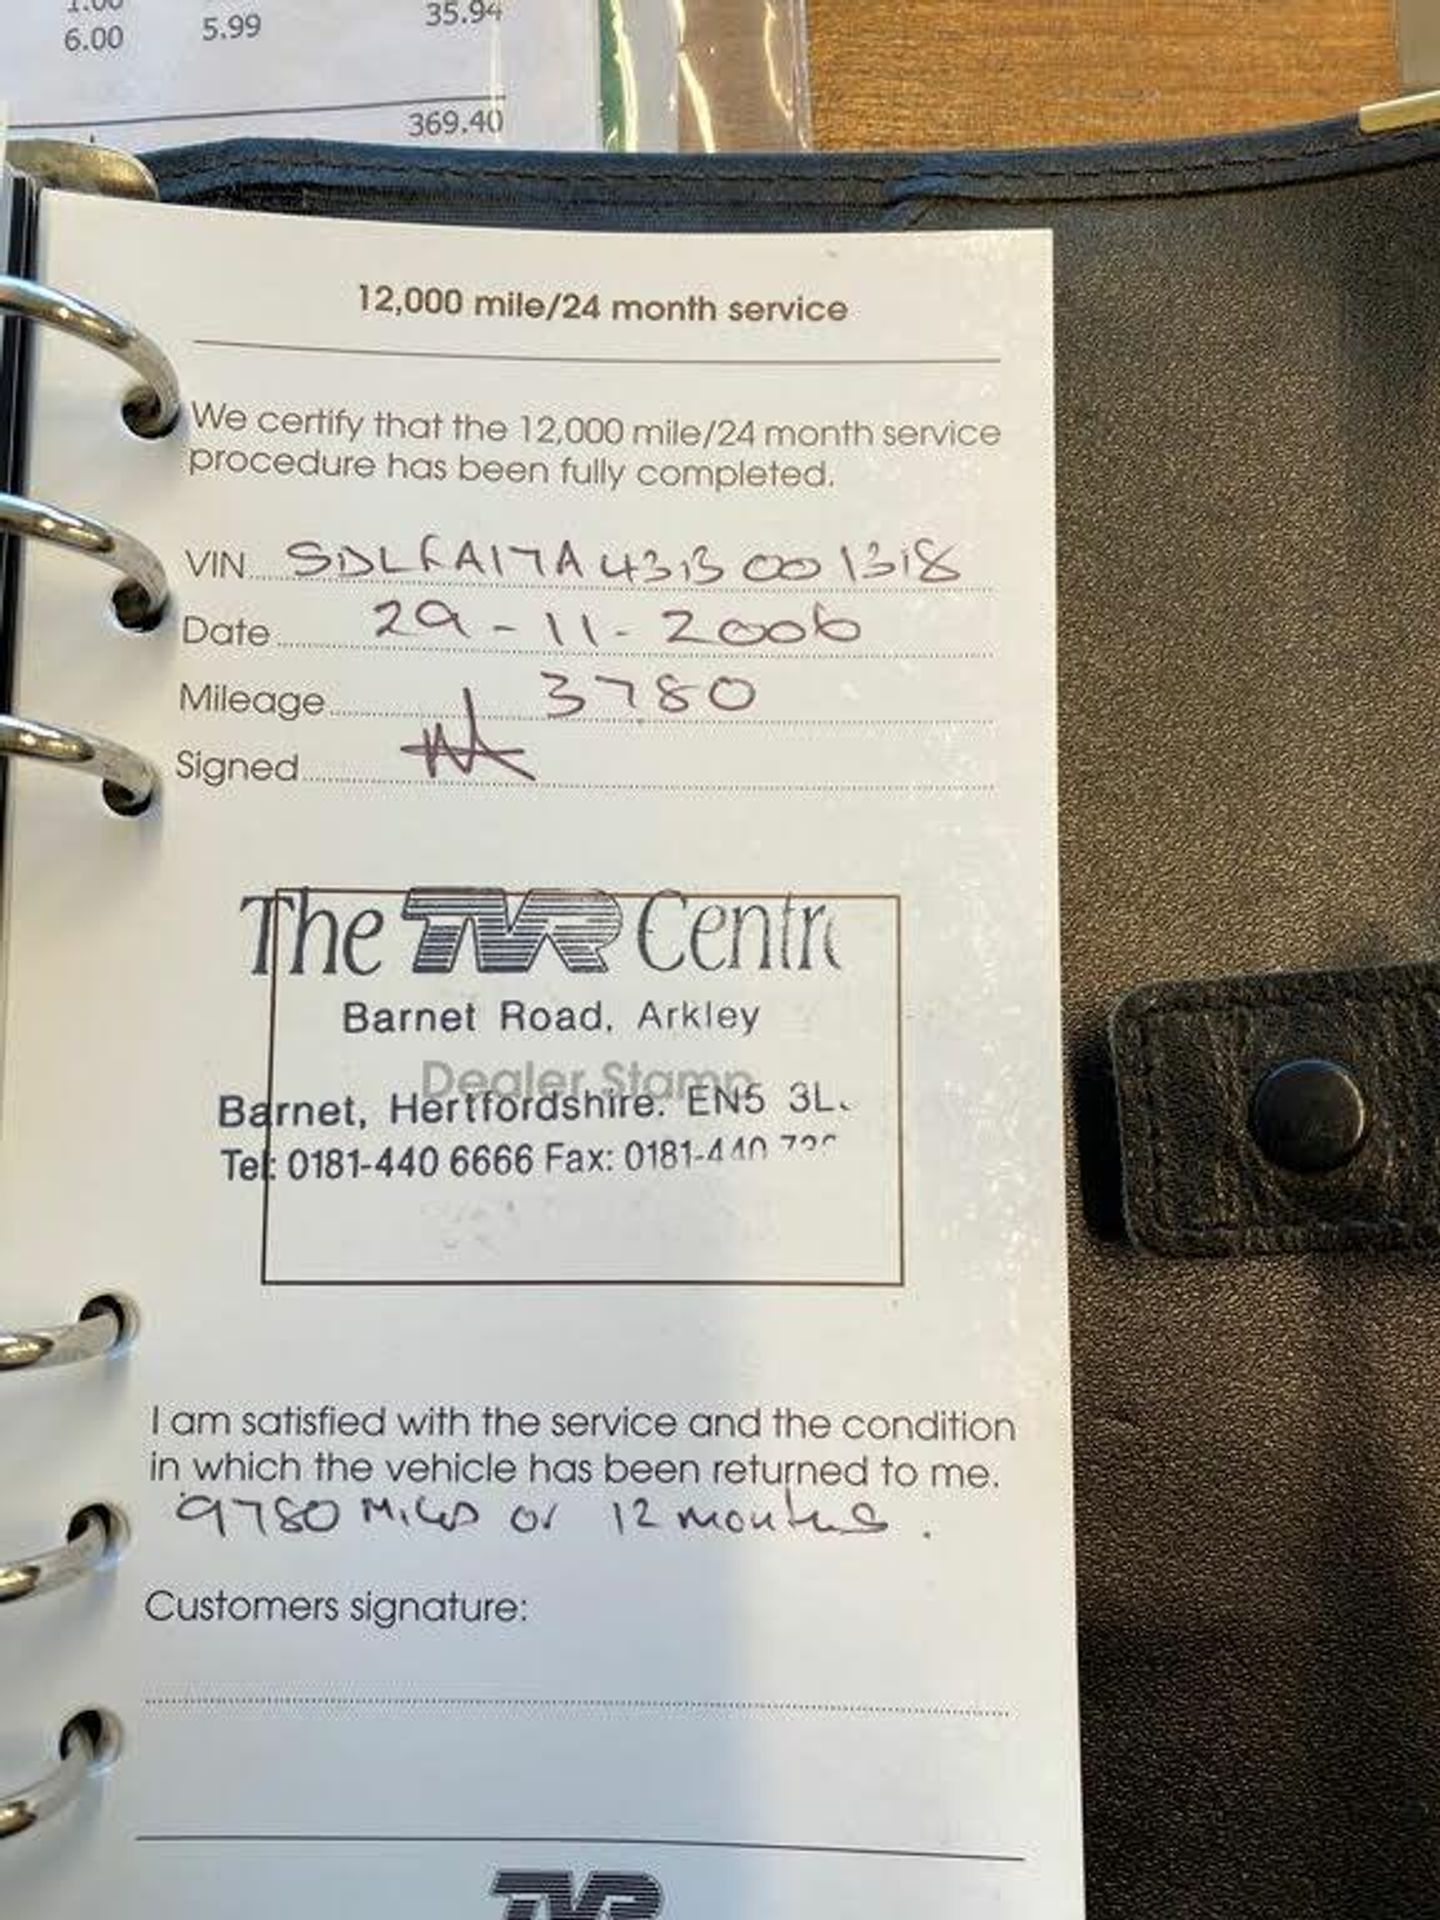 6.00 5.99 35.94
369.40
12,000 mile/24 month service
We certify that the 12,000 mile/24 month service
procedure has been fully completed.
VIN SDLFA17A43B001318
Date 29-11-2006
Mileage 3780
Signed
The TVR Centre
Barnet Road, Arkley
Dealer Stamp
Barnet, Hertfordshire. EN5 3L
Tel: 0181-440 6666 Fax: 0181-440
I am satisfied with the service and the condition
in which the vehicle has been returned to me.
9780 Miles or 12 months.
Customers signature:
TVR